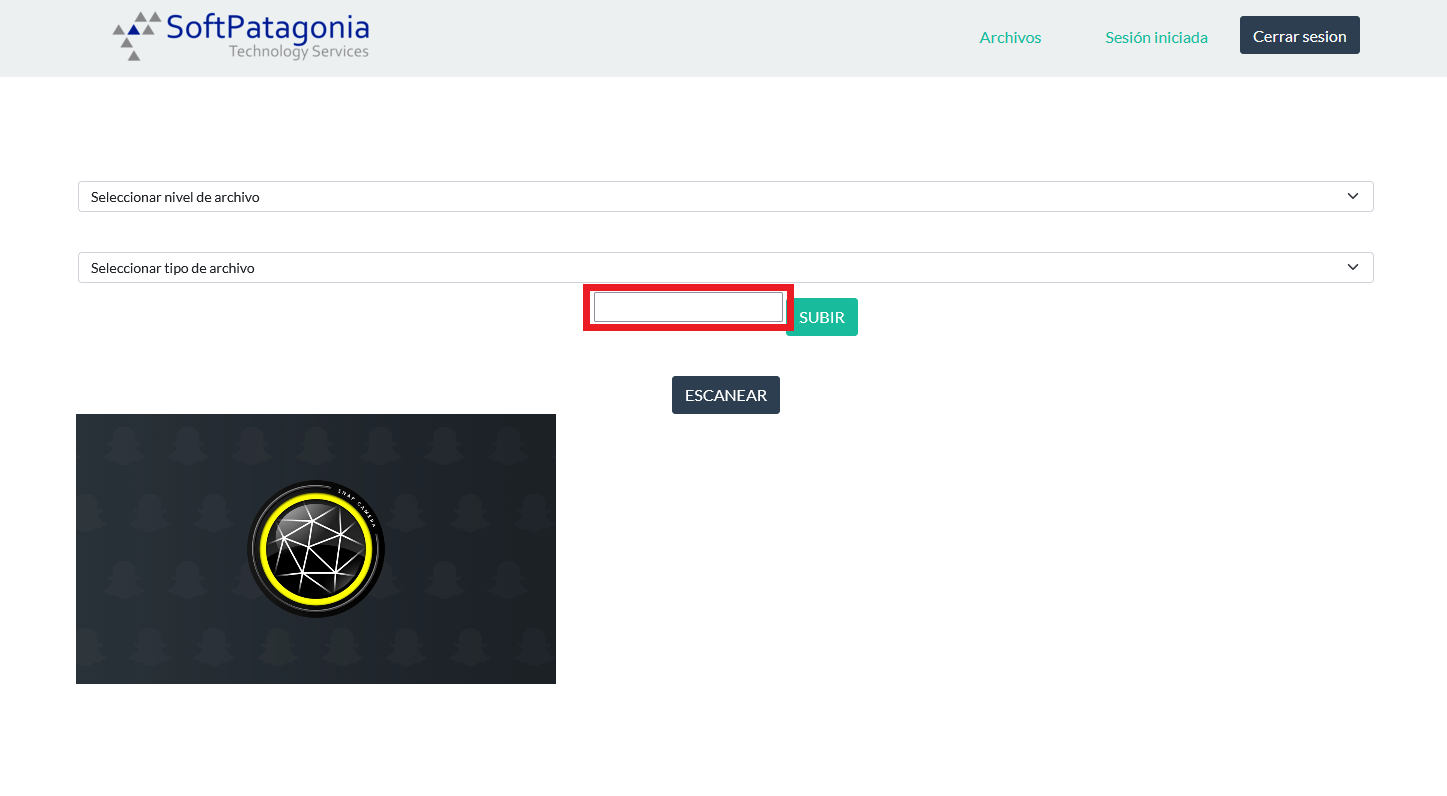 SoftPatagonia
Technology Services
Archivos
Sesión iniciada
Cerrar sesion
Seleccionar nivel de archivo
Seleccionar tipo de archivo
SUBIR
ESCANEAR
SNAP CAMERA